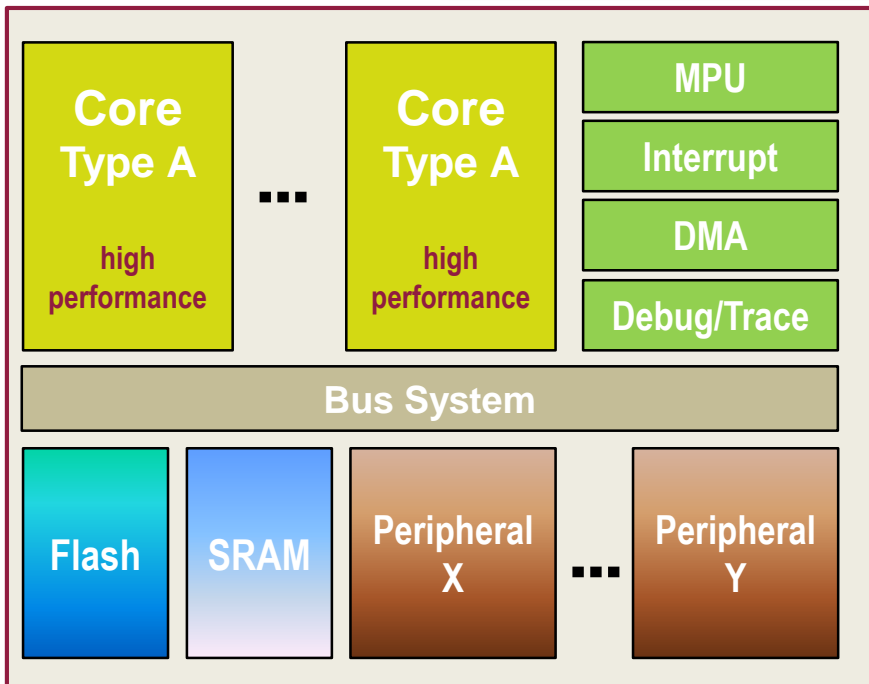 Core
Type A
high
performance
...
Core
Type A
high
performance
MPU
Interrupt
DMA
Debug/Trace
Bus System
Flash
SRAM
Peripheral
X
...
Peripheral
Y